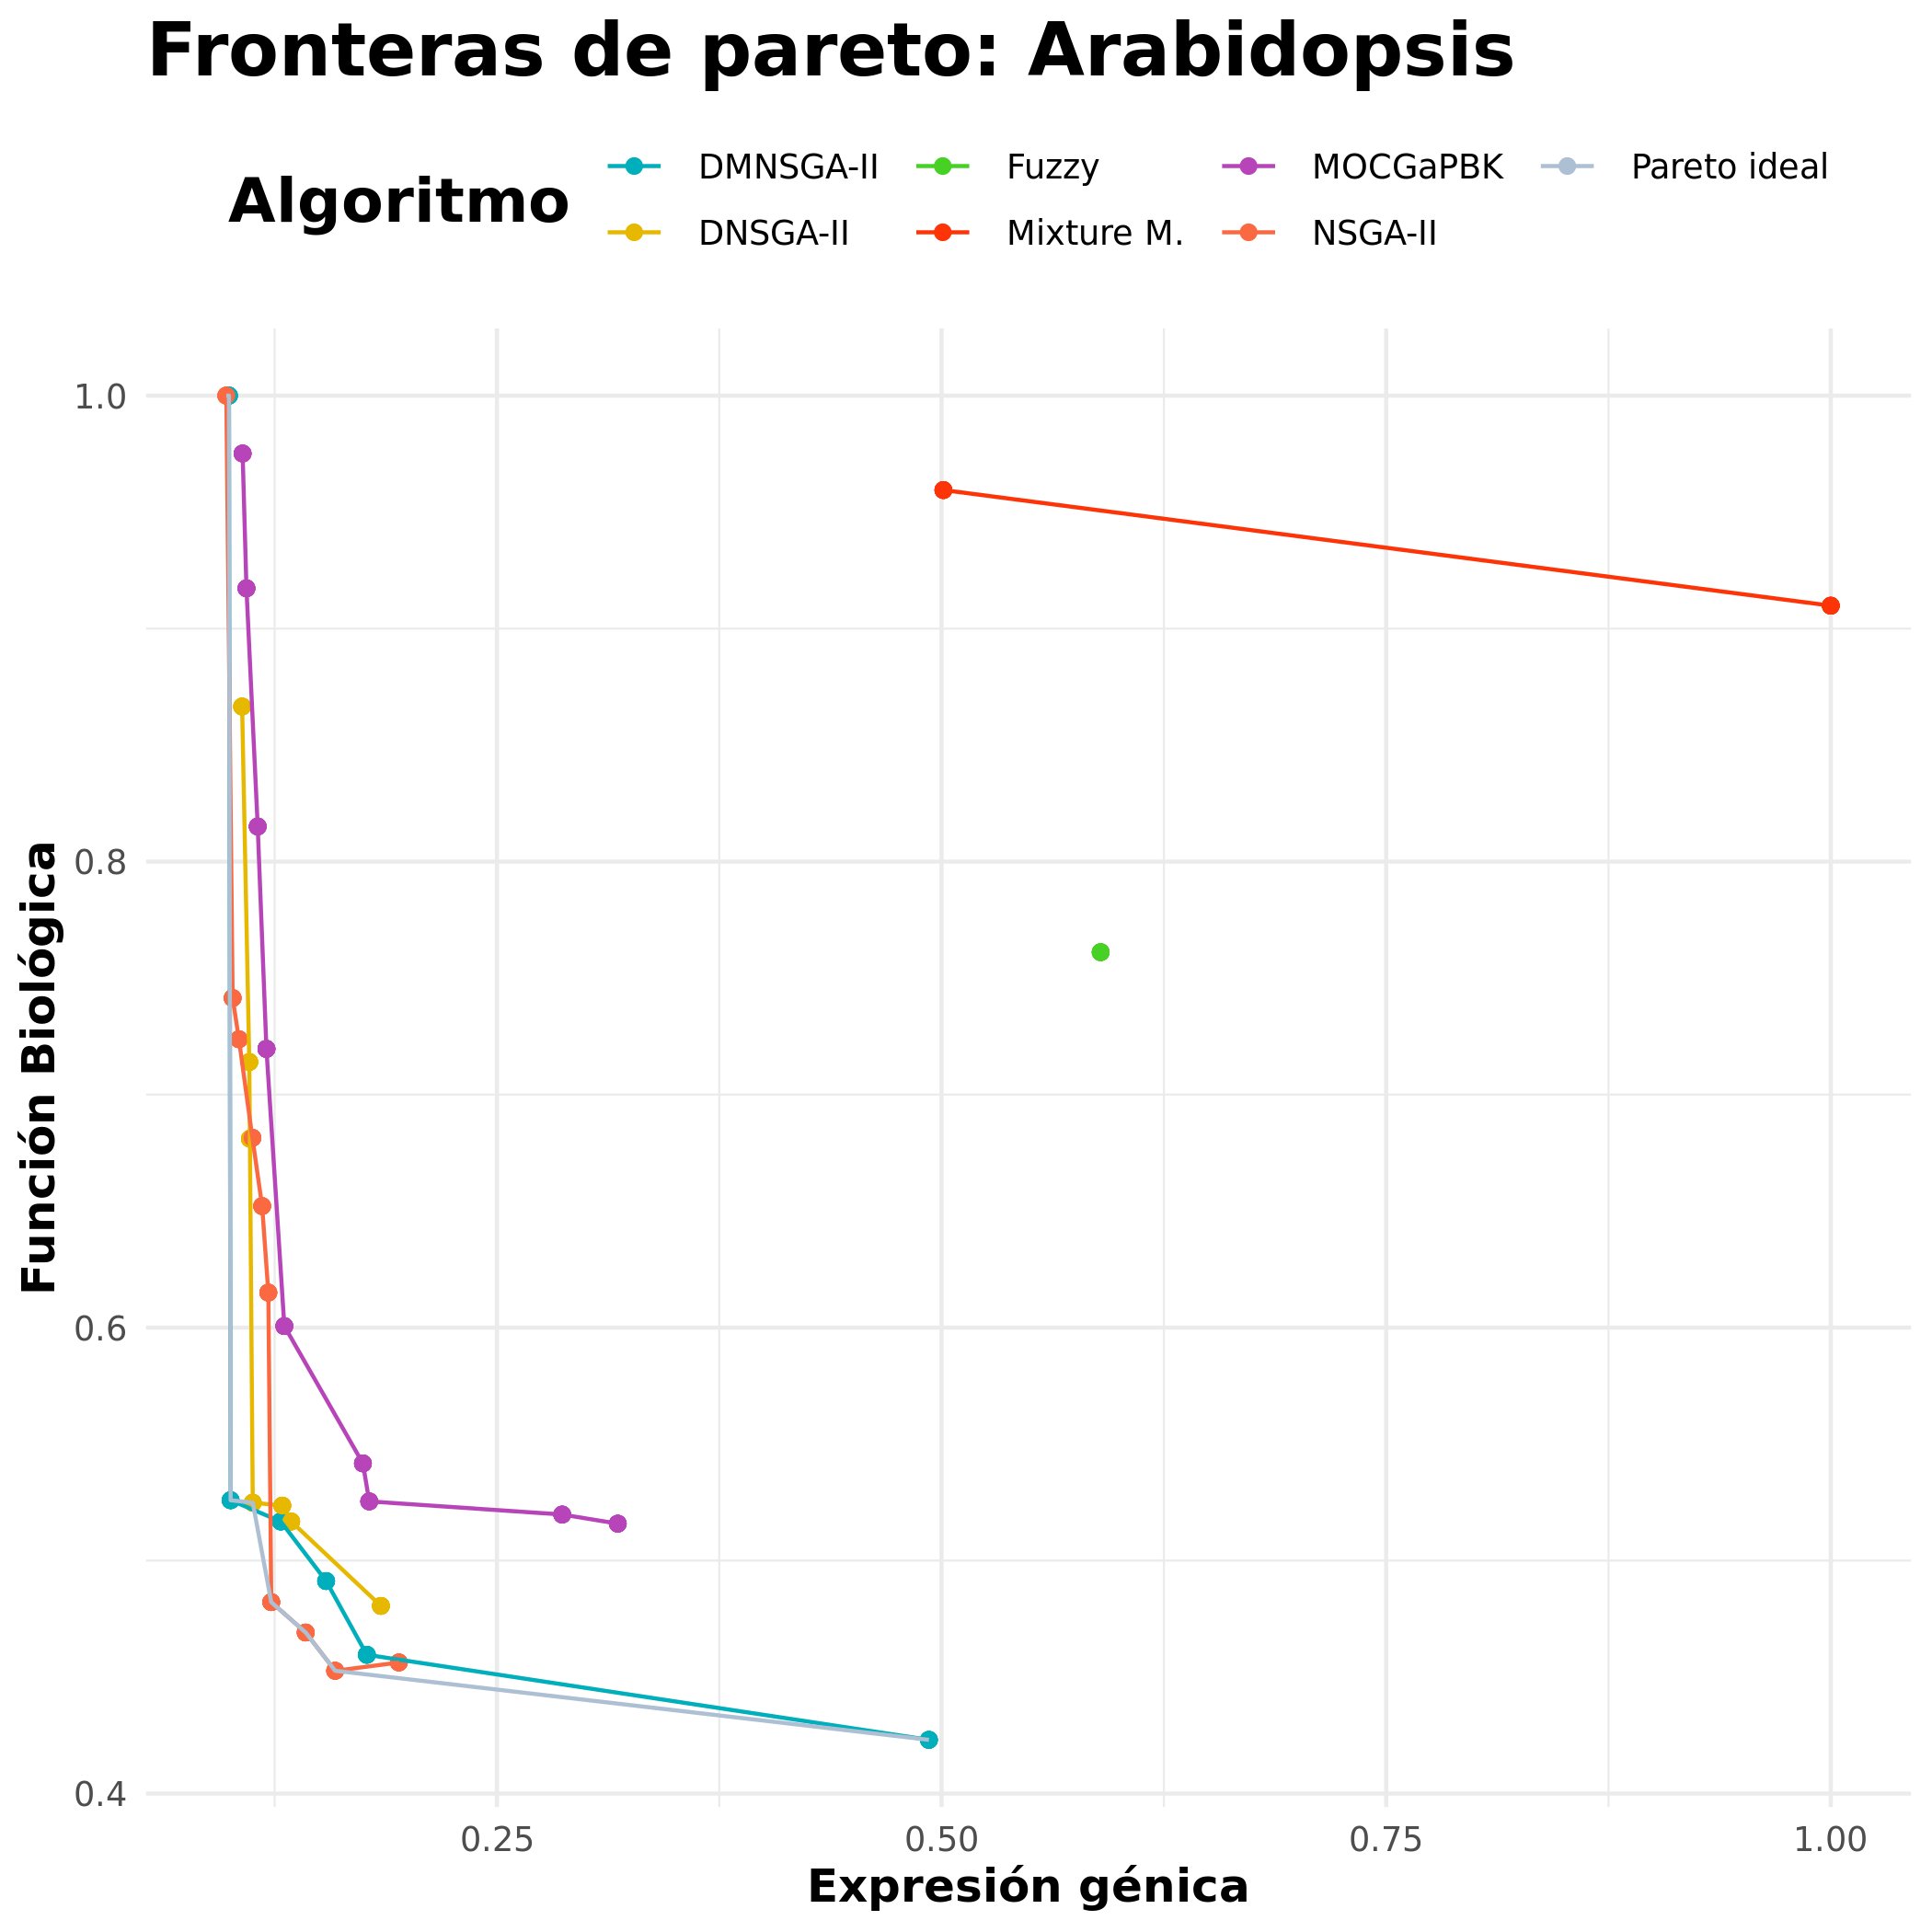 Fronteras de pareto: Arabidopsis
Algoritmo
DMNSGA-II
Fuzzy
MOCGaPBK
Pareto ideal
DNSGA-II
Mixture M.
NSGA-II
Función Biológica
1.0
0.8
0.6
0.4
0.25
0.50
0.75
1.00
Expresión génica